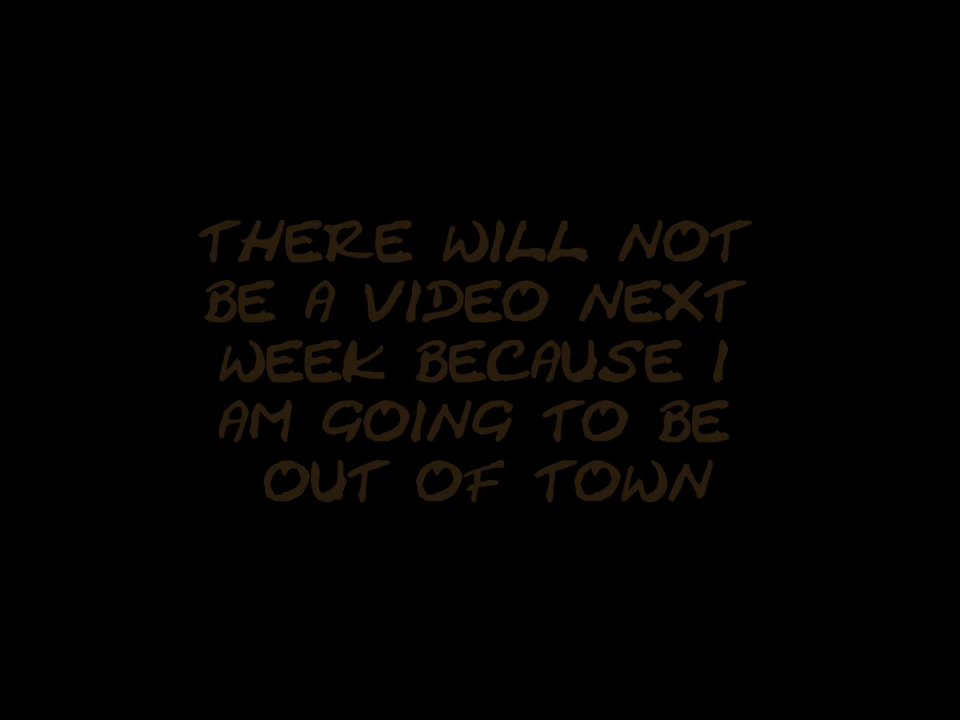 THERE WILL NOT
BE A VIDEO NEXT
WEEK BECAUSE I
AM GOING TO BE
OUT OF TOWN